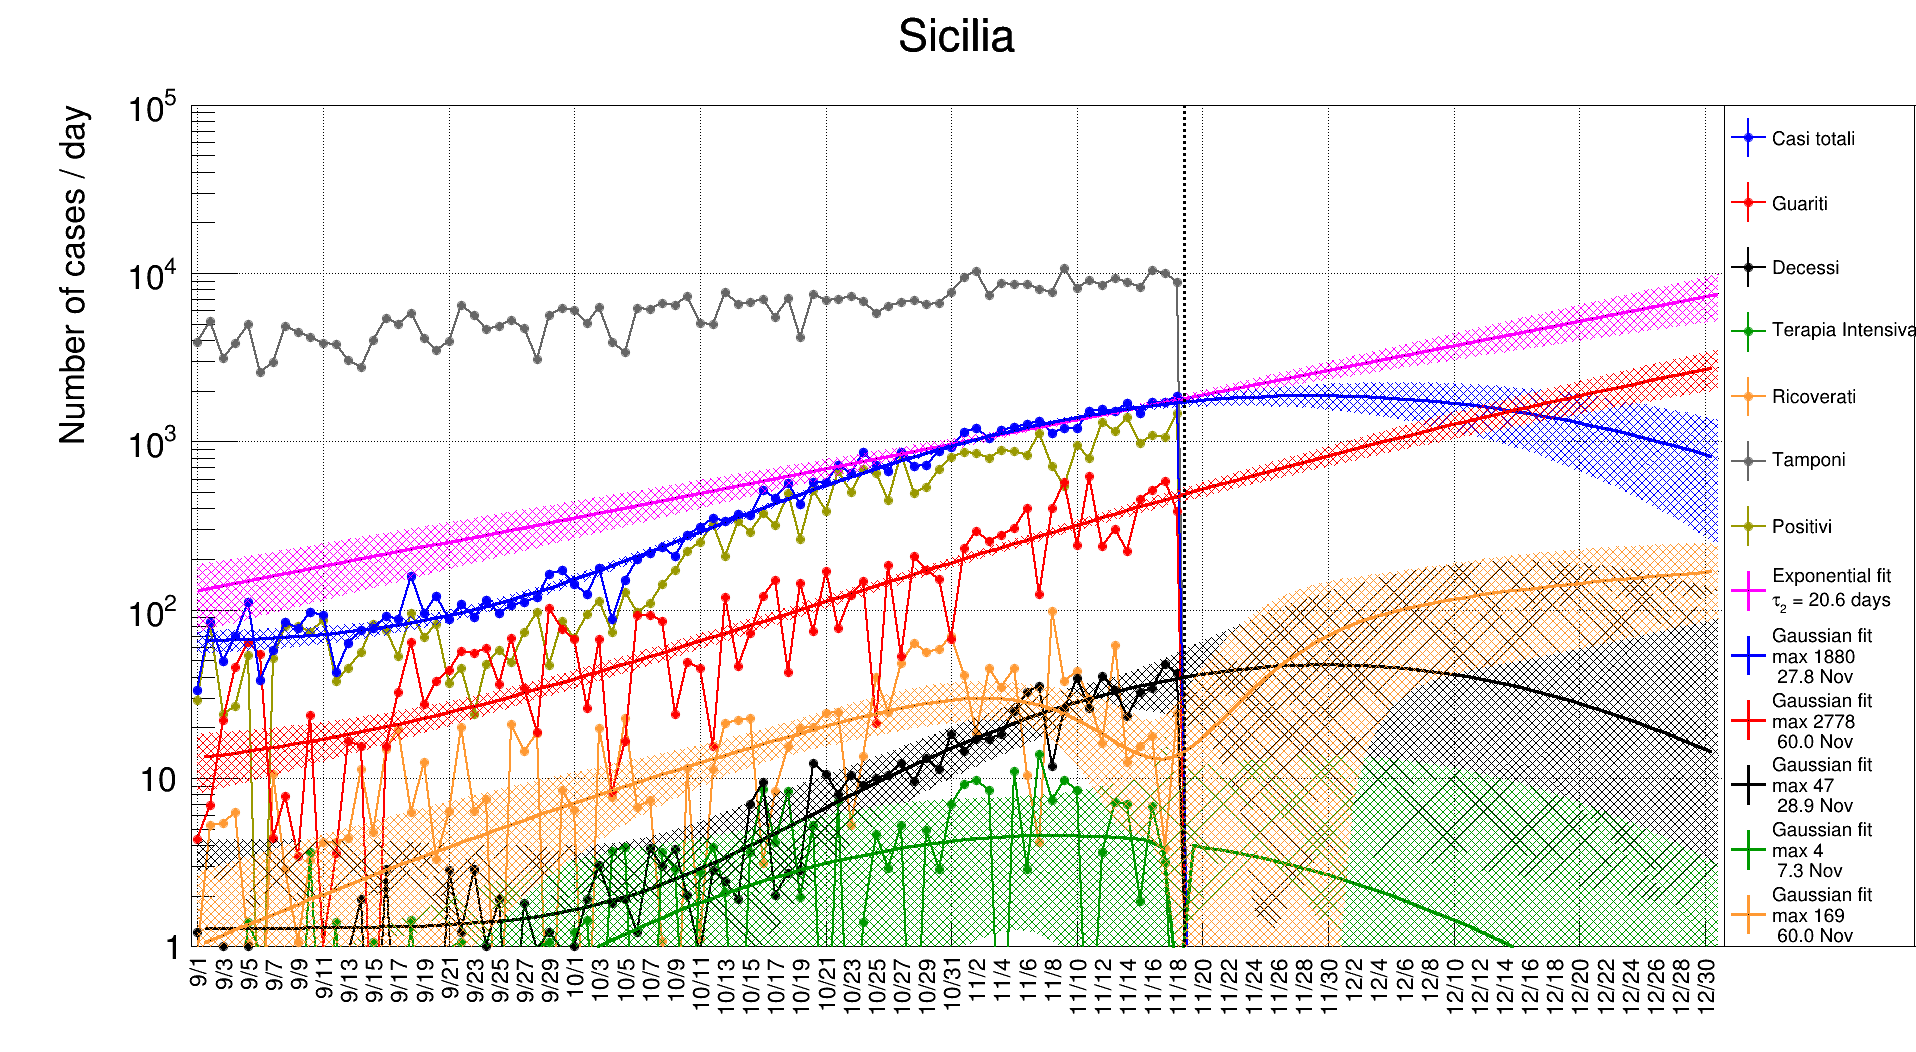 Sicilia
Number of cases / day
10^5
10^4
10^3
10^2
10
1
9/1
9/3
9/5
9/7
9/9
9/11
9/13
9/15
9/17
9/19
9/21
9/23
9/25
9/27
9/29
10/1
10/3
10/5
10/7
10/9
10/11
10/13
10/15
10/17
10/19
10/21
10/23
10/25
10/27
10/29
10/31
11/2
11/4
11/6
11/8
11/10
11/12
11/14
11/16
11/18
11/20
11/22
11/24
11/26
11/28
11/30
12/2
12/4
12/6
12/8
12/10
12/12
12/14
12/16
12/18
12/20
12/22
12/24
12/26
12/28
12/30
Casi totali
Guariti
Decessi
Terapia Intensiva
Ricoverati
Tamponi
Positivi
Exponential fit
τ₂ = 20.6 days
Gaussian fit
max 1880
27.8 Nov
Gaussian fit
max 2778
60.0 Nov
Gaussian fit
max 47
28.9 Nov
Gaussian fit
max 4
7.3 Nov
Gaussian fit
max 169
60.0 Nov